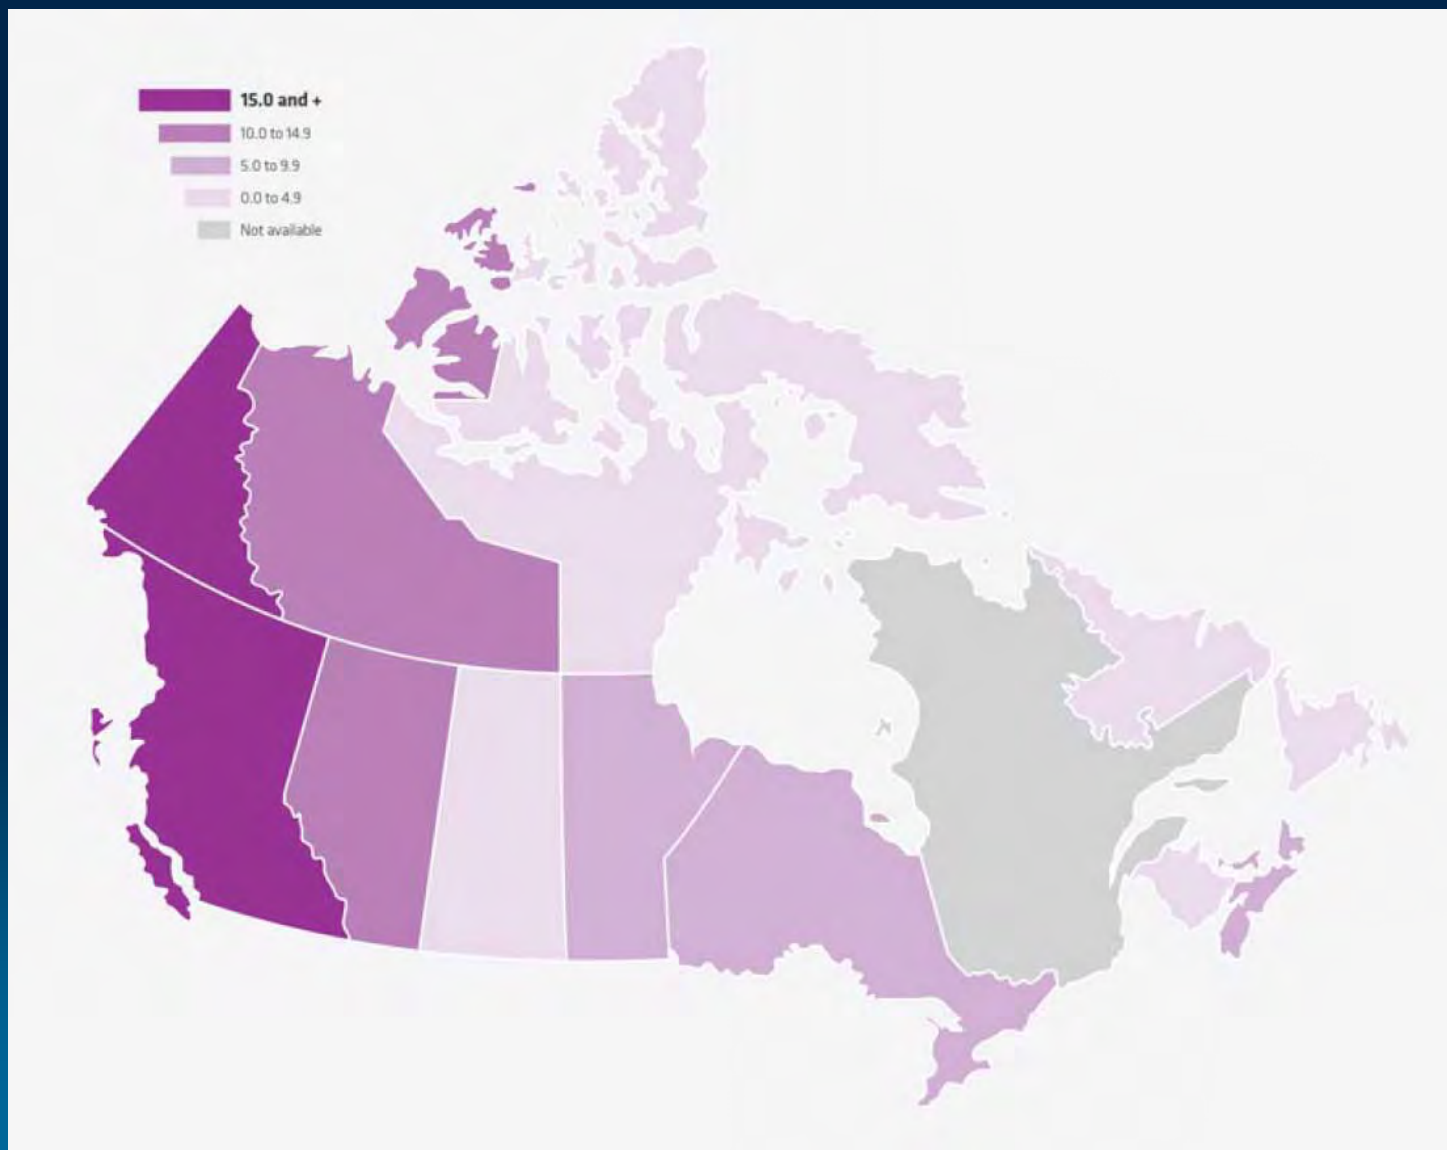 15.0 and +
10.0 to 14.9
5.0 to 9.9
0.0 to 4.9
Not available